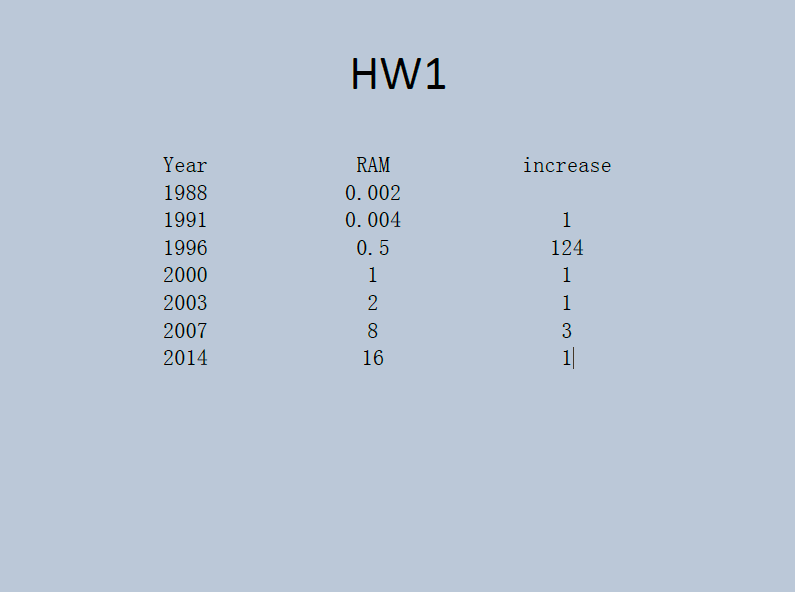 HW1
Year RAM increase
1988 0.002
1991 0.004 1
1996 0.5 124
2000 1 1
2003 2 1
2007 8 3
2014 16 1